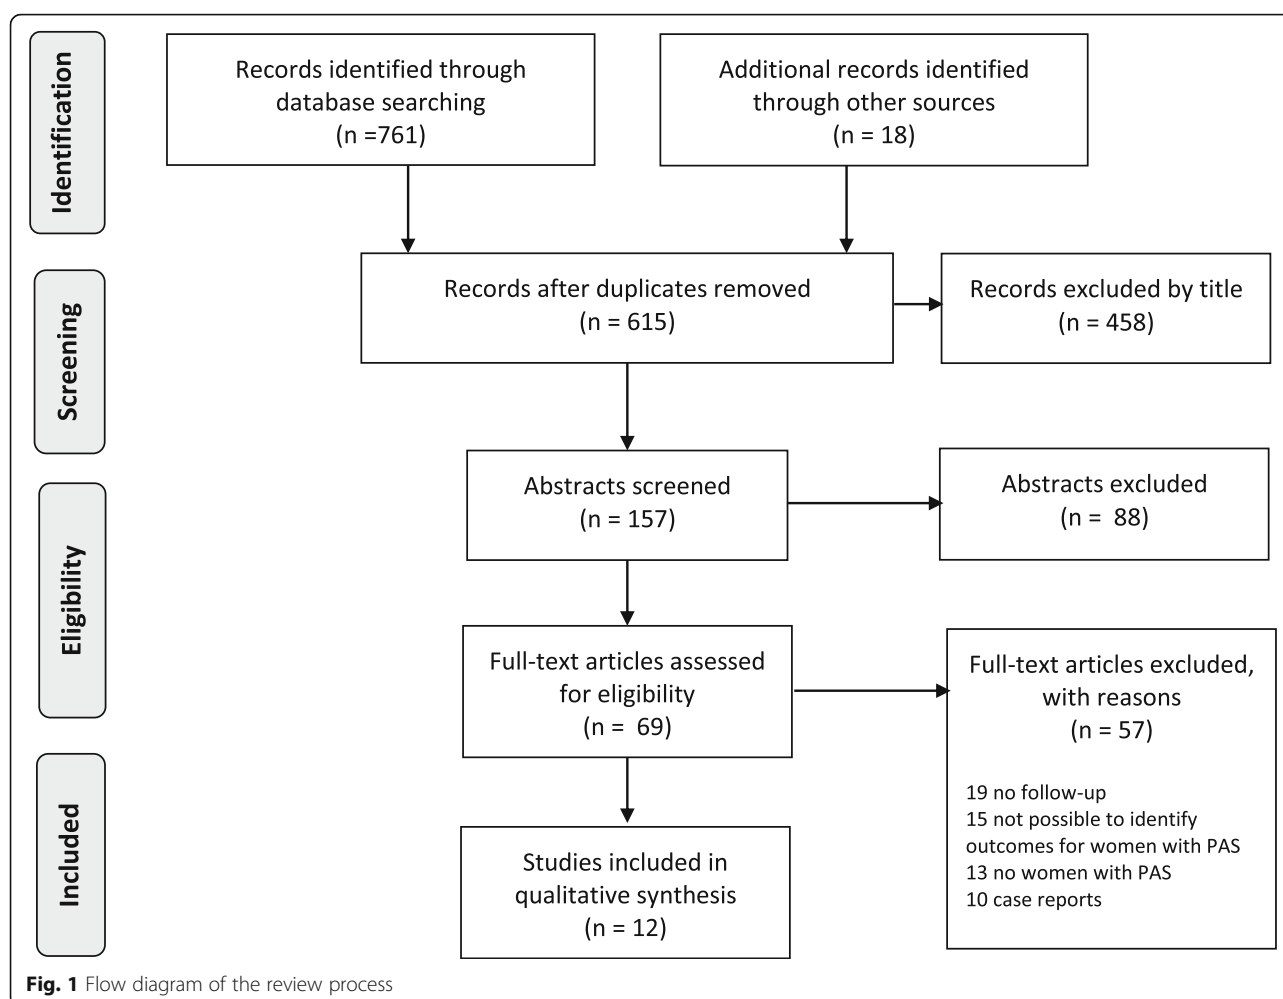 Identification
Records identified through
database searching
(n =761)
Additional records identified
through other sources
(n = 18)
Screening
Records after duplicates removed
(n = 615)
Records excluded by title
(n = 458)
Abstracts screened
(n = 157)
Abstracts excluded
(n =  88)
Eligibility
Full-text articles assessed
for eligibility
(n =  69)
Full-text articles excluded,
with reasons
(n = 57)
19 no follow-up
15 not possible to identify
outcomes for women with PAS
13 no women with PAS
10 case reports
Included
Studies included in
qualitative synthesis
(n = 12)
Fig. 1 Flow diagram of the review process